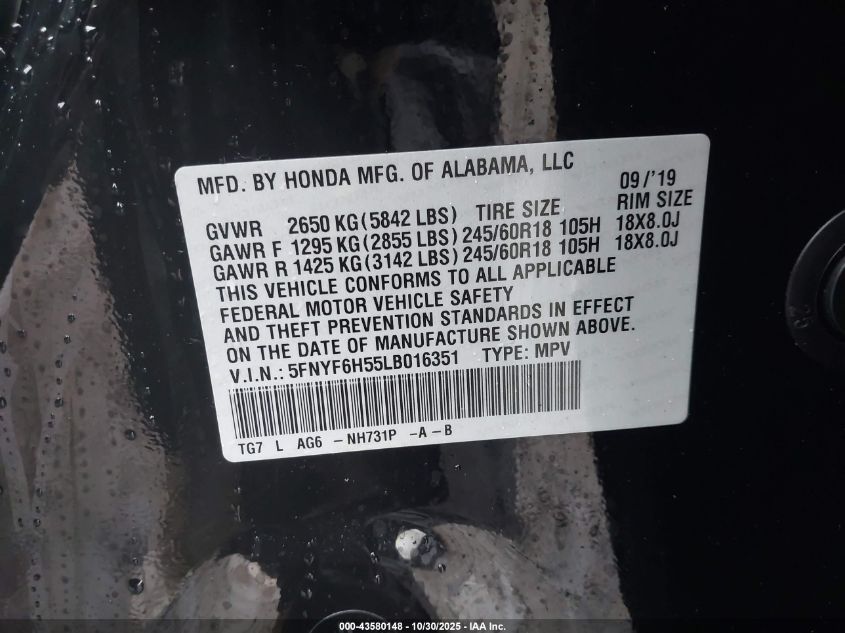 MFD. BY HONDA MFG. OF ALABAMA, LLC 09/'19
GVWR 2650 KG(5842 LBS) TIRE SIZE RIM SIZE
GAWR F 1295 KG(2855 LBS) 245/60R18 105H 18X8.0J
GAWR R 1425 KG(3142 LBS) 245/60R18 105H 18X8.0J
THIS VEHICLE CONFORMS TO ALL APPLICABLE
FEDERAL MOTOR VEHICLE SAFETY
AND THEFT PREVENTION STANDARDS IN EFFECT
ON THE DATE OF MANUFACTURE SHOWN ABOVE.
V.I.N.: 5FNYF6H55LB016351 TYPE: MPV
TG7 L AG6 -NH731P -A-B
000-43580148 - 10/30/2025 - IAA Inc.